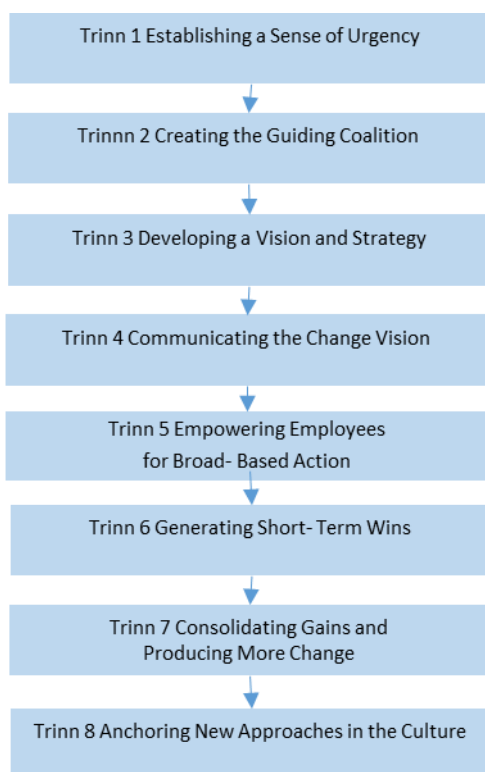 Trinn 1 Establishing a Sense of Urgency
Trinnn 2 Creating the Guiding Coalition
Trinn 3 Developing a Vision and Strategy
Trinn 4 Communicating the Change Vision
Trinn 5 Empowering Employees
for Broad- Based Action
Trinn 6 Generating Short- Term Wins
Trinn 7 Consolidating Gains and
Producing More Change
Trinn 8 Anchoring New Approaches in the Culture